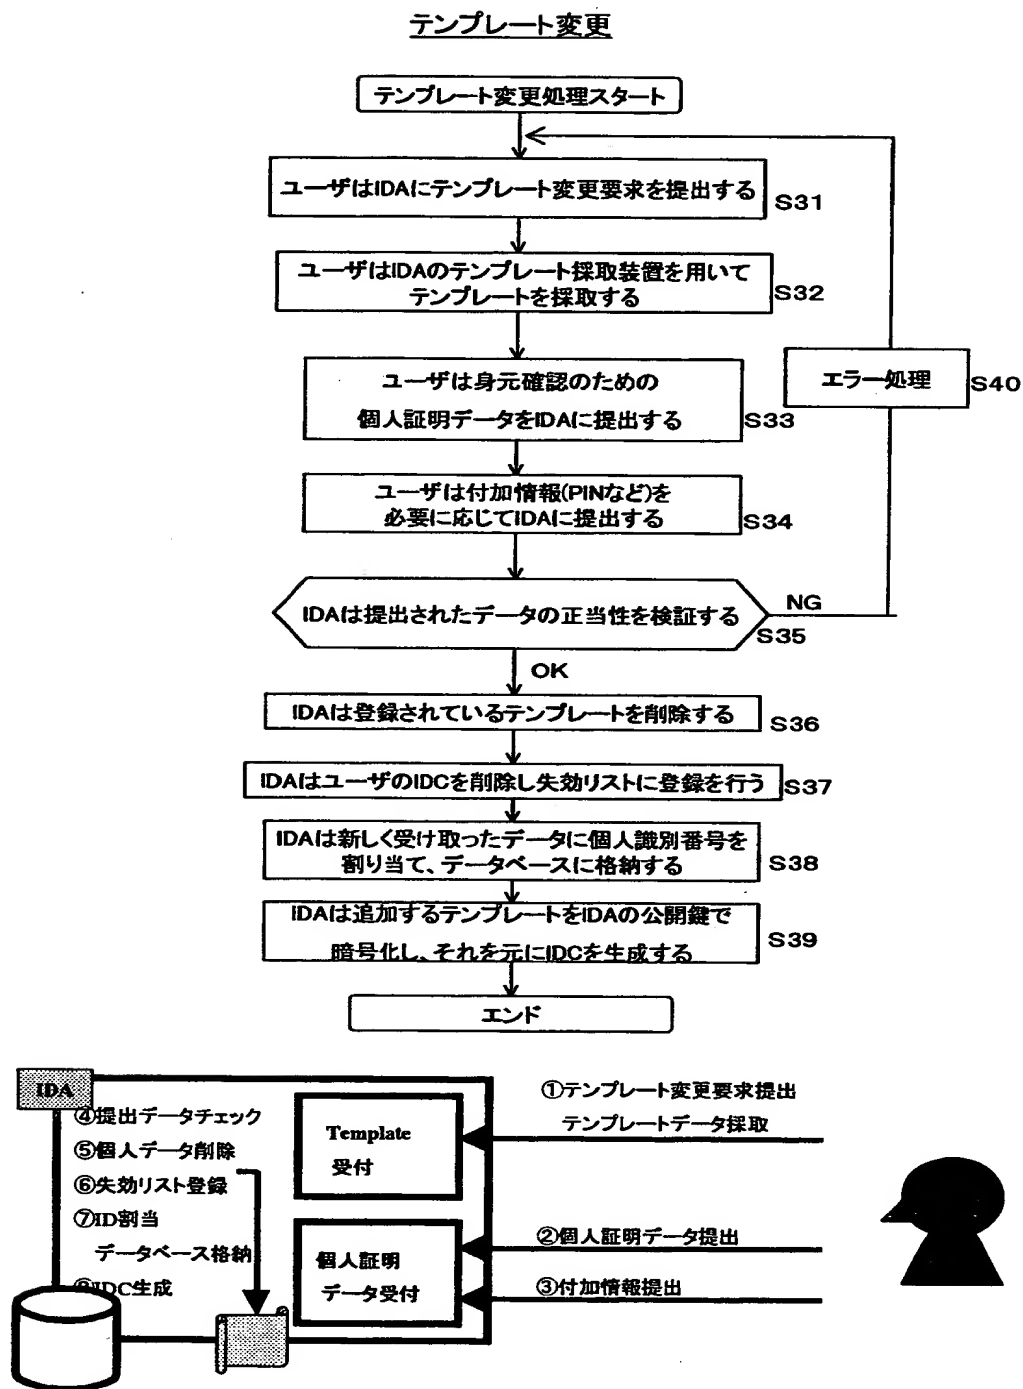 テンプレート変更
テンプレート変更処理スタート
ユーザはIDAにテンプレート変更要求を提出する
S31
ユーザはIDAのテンプレート採取装置を用いて
テンプレートを採取する
S32
ユーザは身元確認のための
個人証明データをIDAに提出する
S33
エラー処理
S40
ユーザは付加情報(PINなど)を
必要に応じてIDAに提出する
S34
IDAは提出されたデータの正当性を検証する
S35
NG
OK
IDAは登録されているテンプレートを削除する
S36
IDAはユーザのIDCを削除し失効リストに登録を行う
S37
IDAは新しく受け取ったデータに個人識別番号を
割り当て、データベースに格納する
S38
IDAは追加するテンプレートをIDAの公開鍵で
暗号化し、それを元にIDCを生成する
S39
エンド
IDA
④提出データチェック
⑤個人データ削除
⑥失効リスト登録
⑦ID割当
データベース格納
⑧IDC生成
Template
受付
個人証明
データ受付
①テンプレート変更要求提出
テンプレートデータ採取
②個人証明データ提出
③付加情報提出